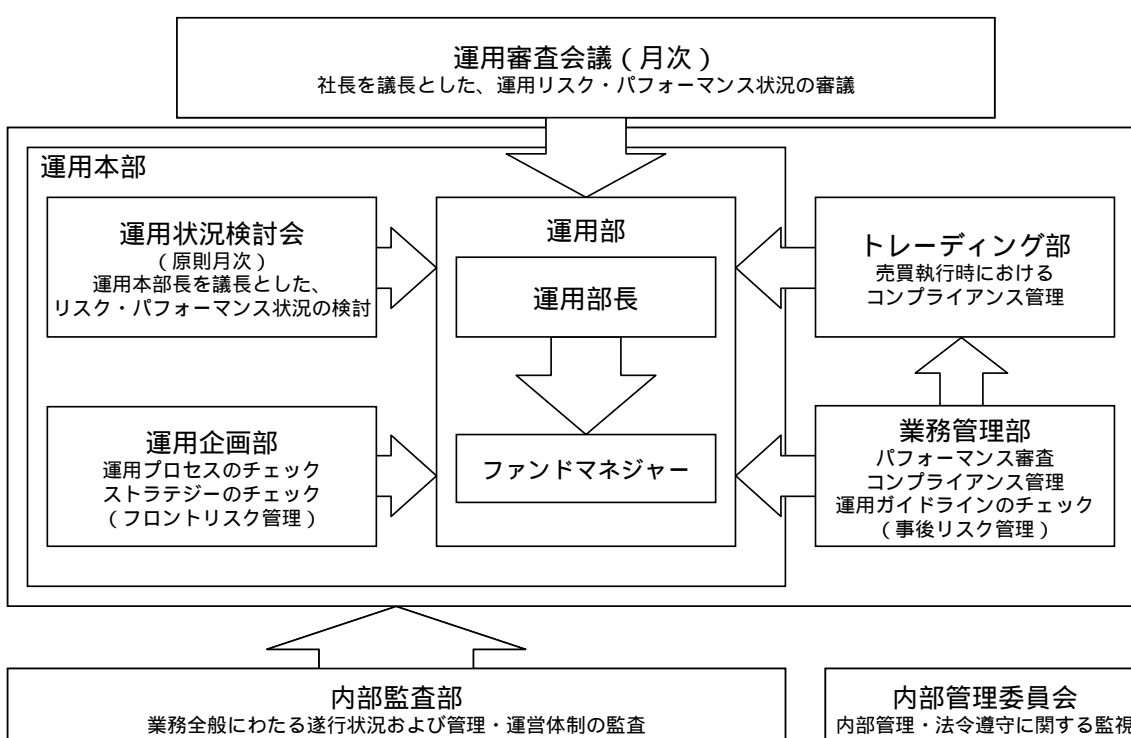 運用審査会議(月次)
社長を議長とした、運用リスク・パフォーマンス状況の審議
運用本部
運用状況検討会
(原則月次)
運用本部長を議長とした、
リスク・パフォーマンス状況の検討
運用部
運用部長
ファンドマネジャー
トレーディング部
売買執行時における
コンプライアンス管理
運用企画部
運用プロセスのチェック
ストラテジーのチェック
(フロントリスク管理)
業務管理部
パフォーマンス審査
コンプライアンス管理
運用ガイドラインのチェック
(事後リスク管理)
内部監査部
業務全般にわたる遂行状況および管理・運営体制の監査
内部管理委員会
内部管理・法令遵守に関する監視